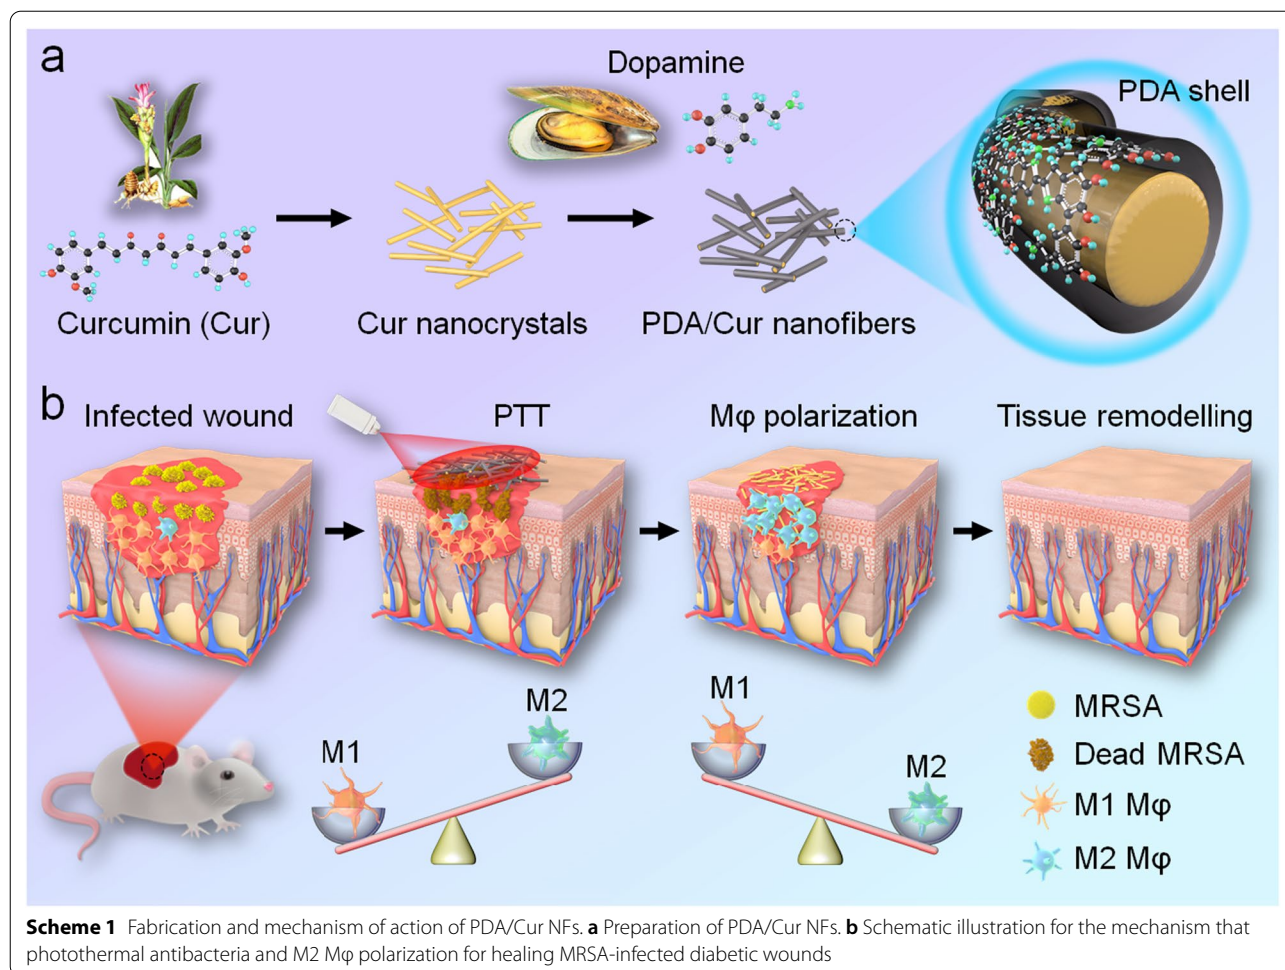 a
Dopamine
PDA shell
Curcumin (Cur)
Cur nanocrystals
PDA/Cur nanofibers
b
Infected wound
PTT
Mφ polarization
Tissue remodelling
M1
M2
M1
M2
MRSA
Dead MRSA
M1 Mφ
M2 Mφ
Scheme 1 Fabrication and mechanism of action of PDA/Cur NFs. a Preparation of PDA/Cur NFs. b Schematic illustration for the mechanism that
photothermal antibacteria and M2 Mφ polarization for healing MRSA-infected diabetic wounds